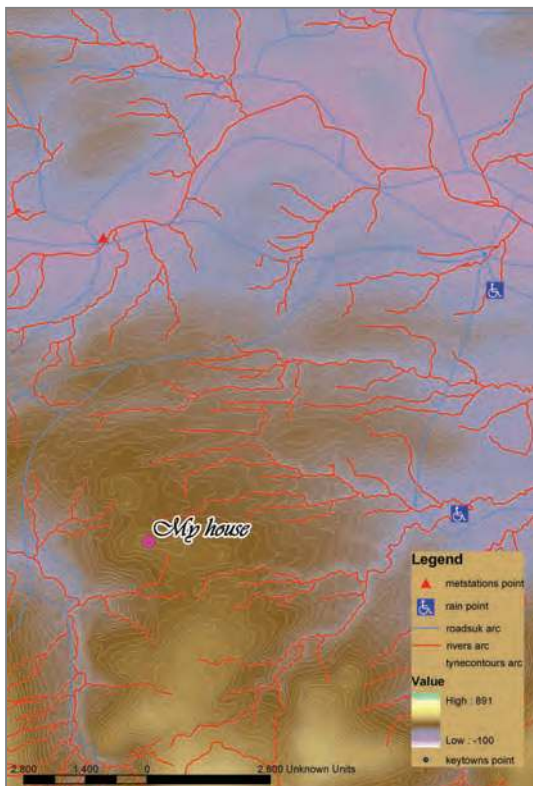 My house
Legend
metstations point
rain point
roadsuk arc
rivers arc
tynecontours arc
Value
High : 891
Low : -100
keytowns point
2,800 1,400 0 2,800 Unknown Units